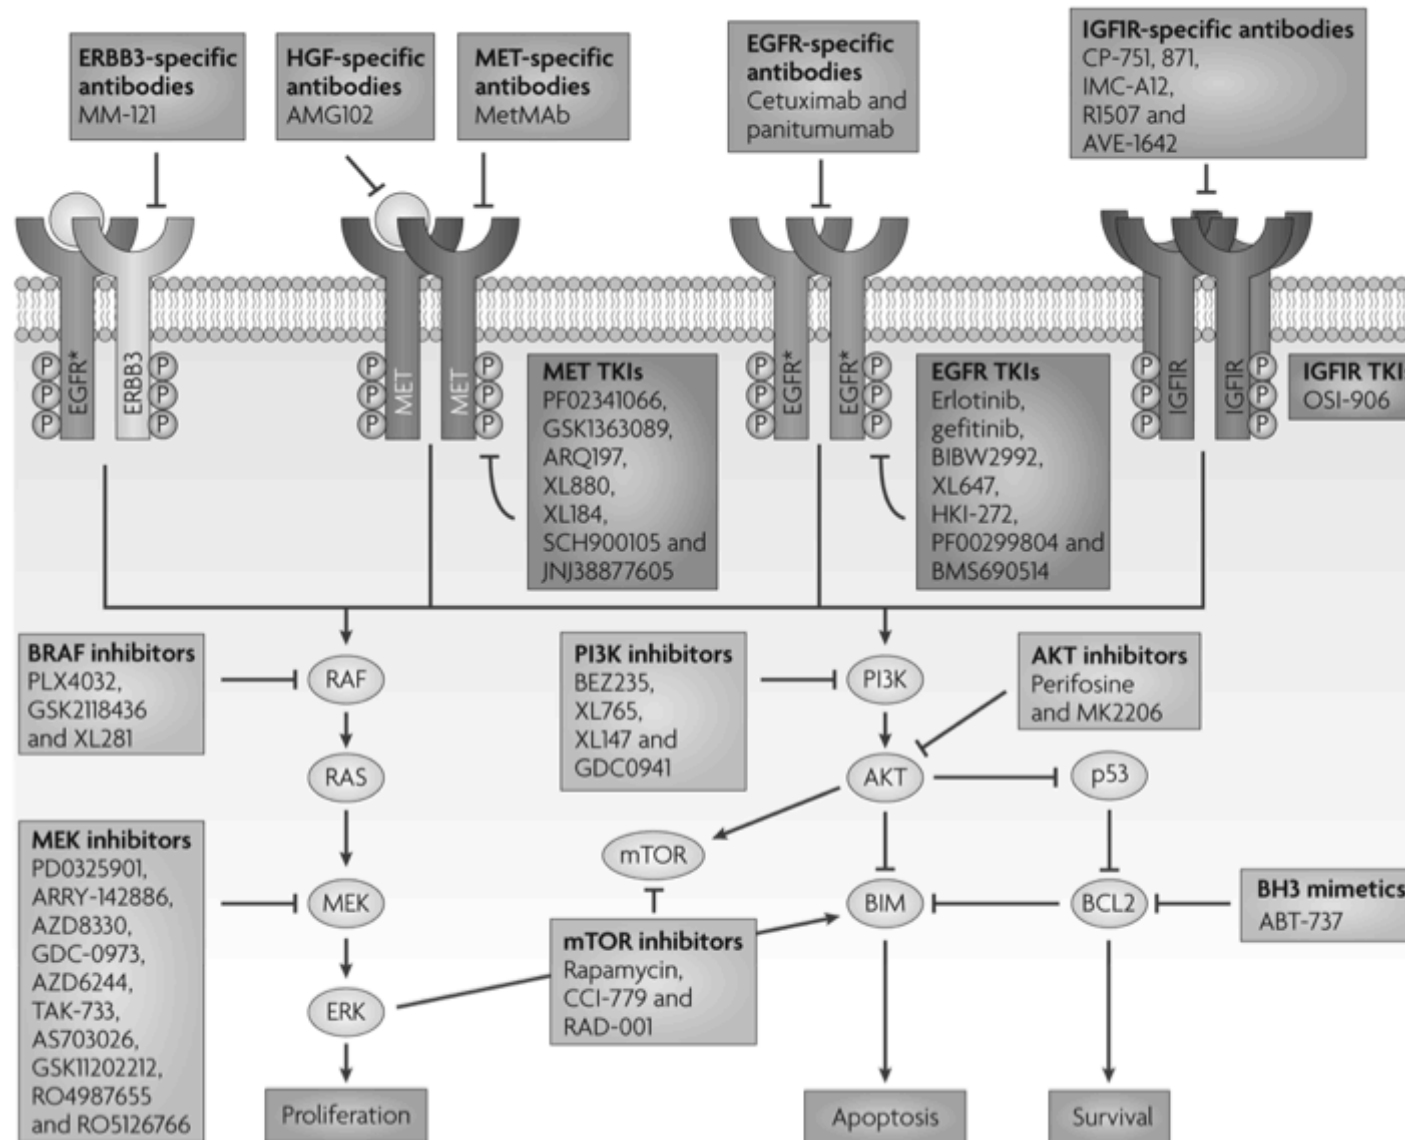 ERBB3-specific
antibodies
MM-121
HGF-specific
antibodies
AMG102
MET-specific
antibodies
MetMAb
EGFR-specific
antibodies
Cetuximab and
panitumumab
IGF1R-specific antibodies
CP-751, 871,
IMC-A12,
R1507 and
AVE-1642
P
P
P
EGFR*
ERBB3
P
P
P
P
P
P
MET
MET
P
P
P
MET TKIs
PF02341066,
GSK1363089,
ARQ197,
XL880,
XL184,
SCH900105 and
JNJ38877605
P
P
P
EGFR*
EGFR*
P
P
P
EGFR TKIs
Erlotinib,
gefitinib,
BIBW2992,
XL647,
HKI-272,
PF00299804 and
BMS690514
P
P
P
IGF1R
IGF1R
P
P
P
IGF1R TKI
OSI-906
BRAF inhibitors
PLX4032,
GSK2118436
and XL281
RAF
PI3K inhibitors
BEZ235,
XL765,
XL147 and
GDC0941
PI3K
AKT inhibitors
Perifosine
and MK2206
RAS
AKT
p53
mTOR
MEK inhibitors
PD0325901,
ARRY-142886,
AZD8330,
GDC-0973,
AZD6244,
TAK-733,
AS703026,
GSK11202212,
RO4987655
and RO5126766
MEK
BIM
BCL2
BH3 mimetics
ABT-737
mTOR inhibitors
Rapamycin,
CCI-779 and
RAD-001
ERK
Proliferation
Apoptosis
Survival